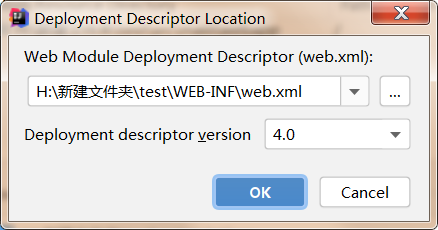 Deployment Descriptor Location
Web Module Deployment Descriptor (web.xml):
H:\新建文件夹\test\WEB-INF\web.xml
...
Deployment descriptor version 4.0
OK Cancel